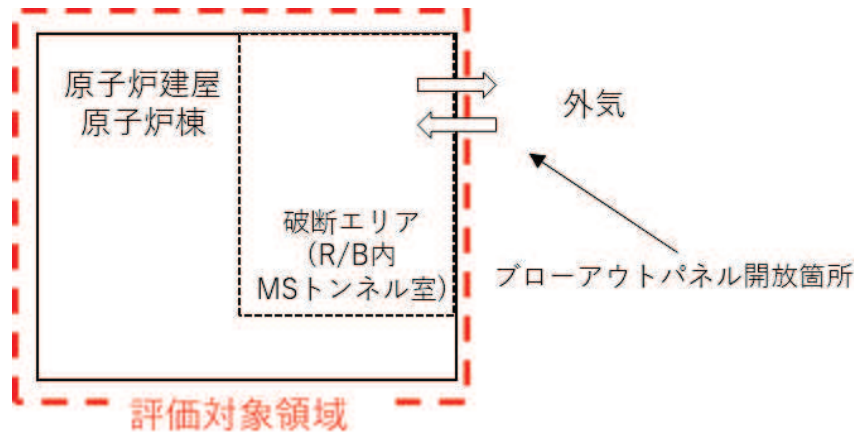 原子炉建屋
原子炉棟
外気
破断エリア
(R/B内
MSトンネル室)
ブローアウトパネル開放箇所
評価対象領域